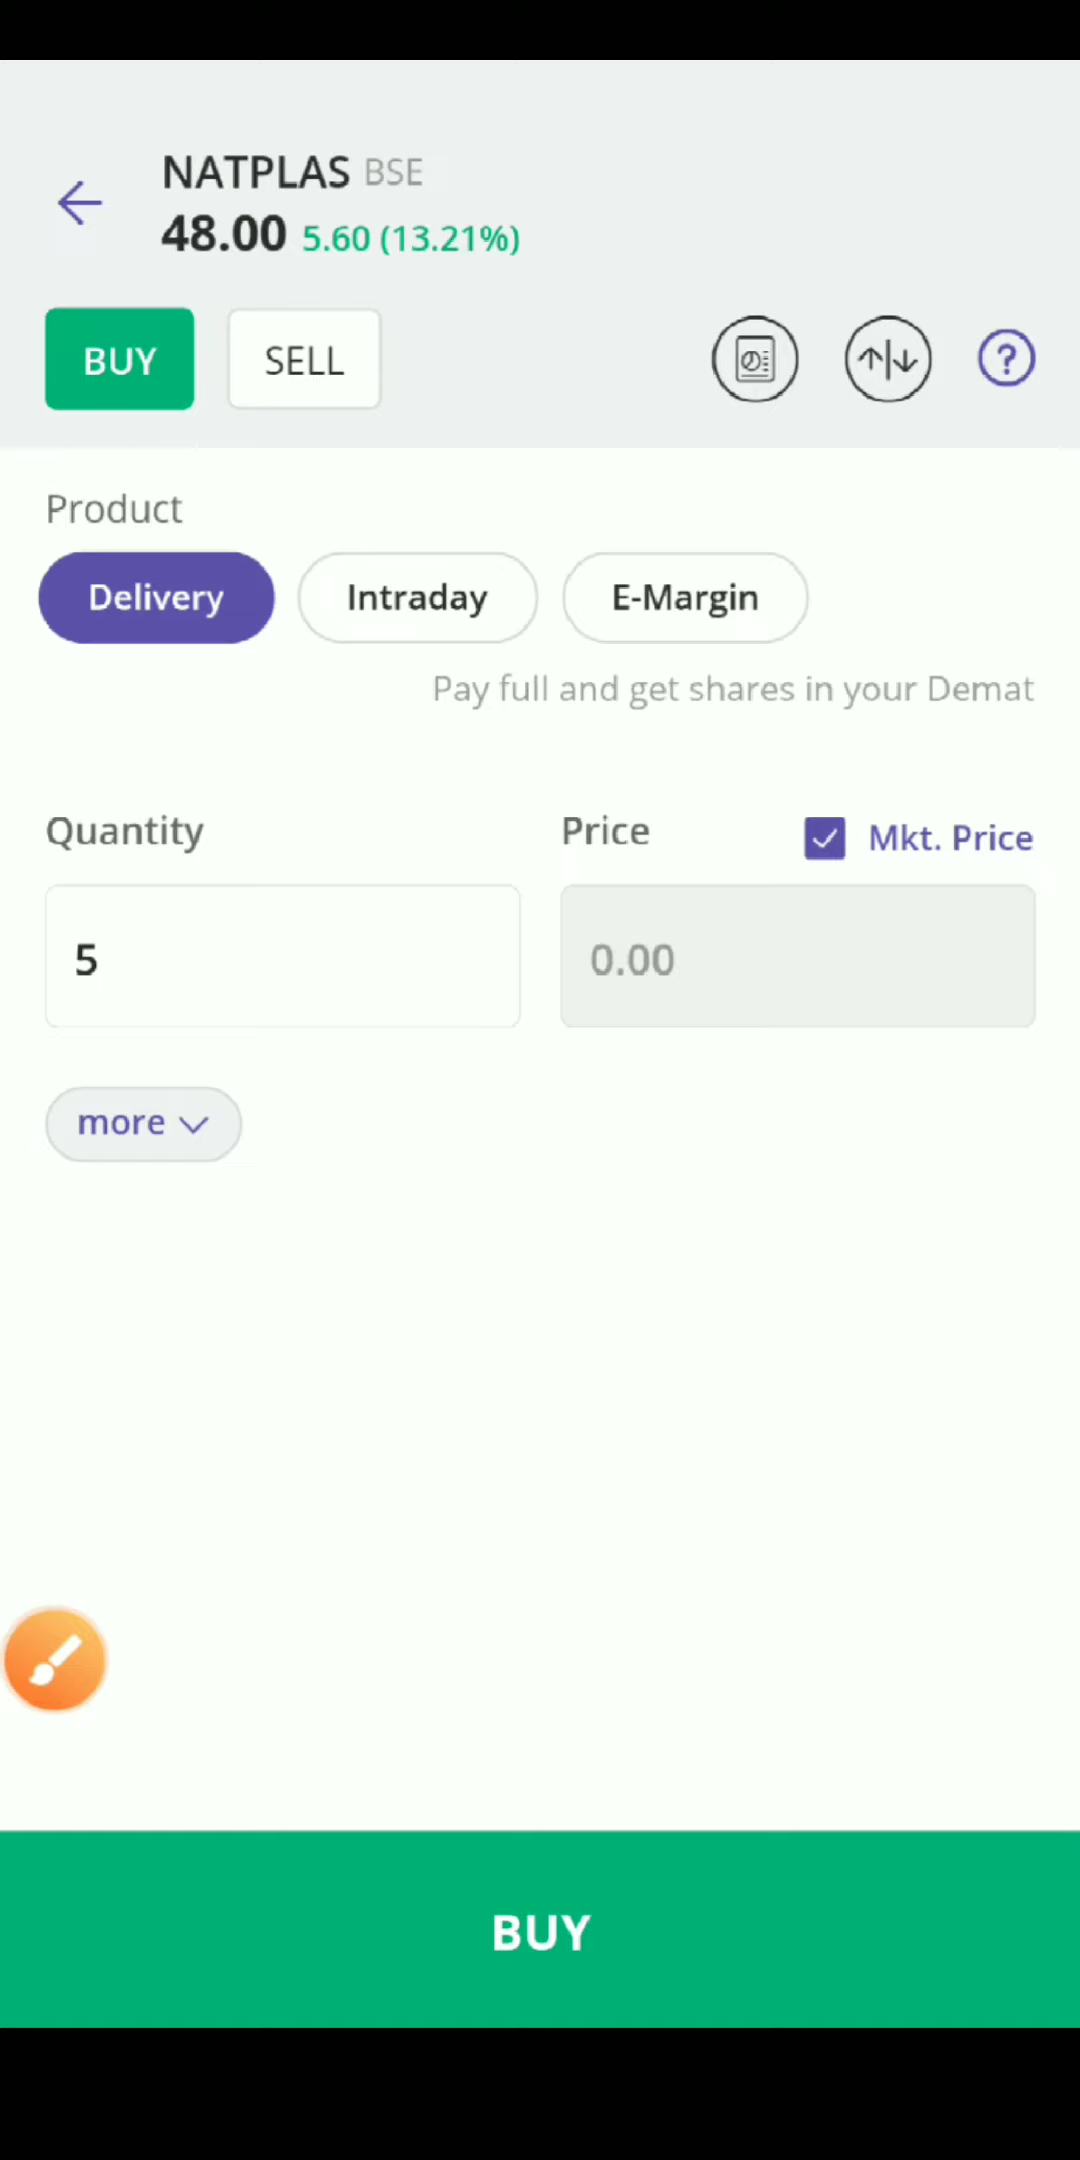 NATPLAS BSE
48.00 5.60 (13.21%)
BUY SELL ?
Product
Delivery Intraday E-Margin
Pay full and get shares in your Demat
Quantity Price Mkt. Price
5 0.00
more
BUY